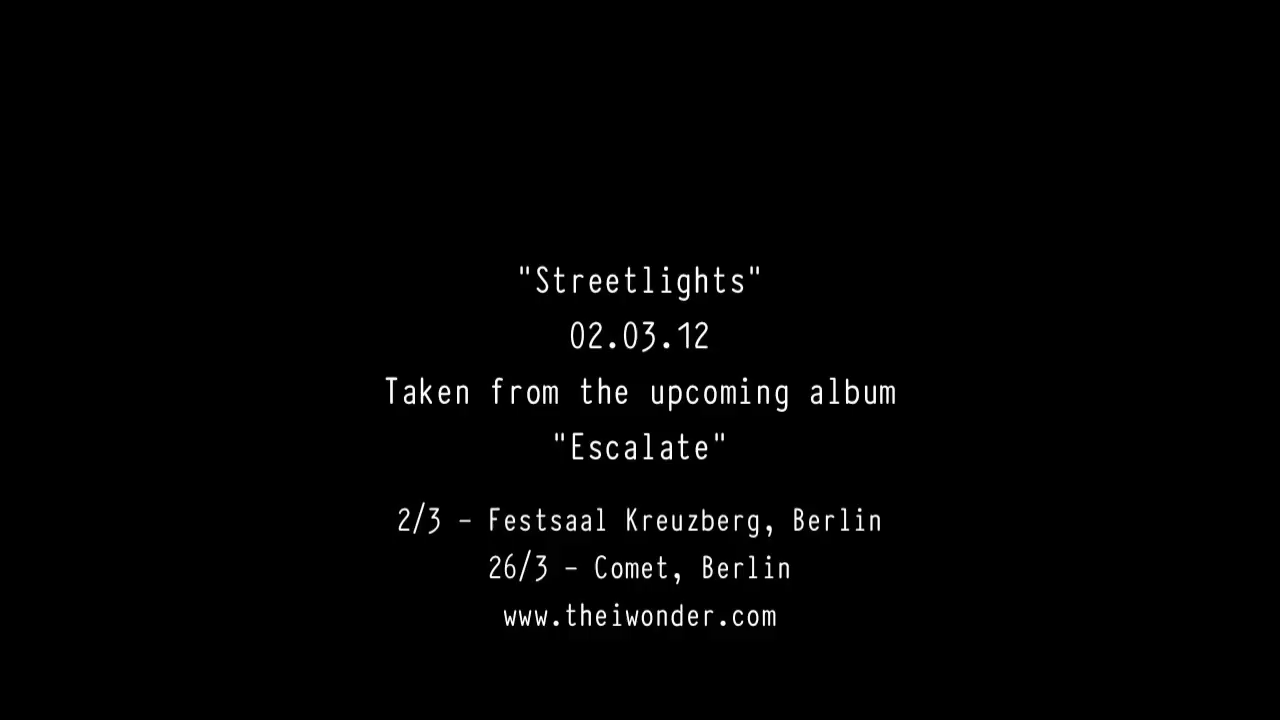 "Streetlights"
02.03.12
Taken from the upcoming album
"Escalate"
2/3 - Festsaal Kreuzberg, Berlin
26/3 - Comet, Berlin
www.theiwonder.com